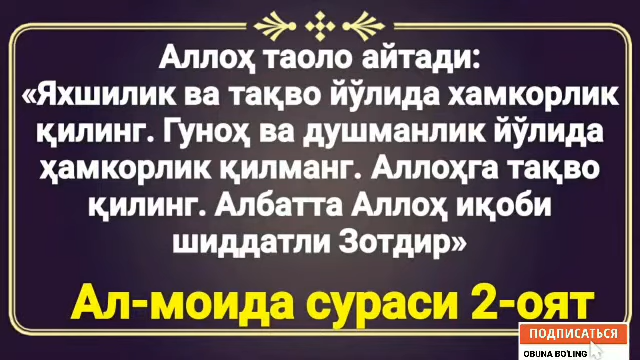 Аллоҳ таоло айтади:
«Яхшилик ва тақво йўлида хамкорлик
қилинг. Гуноҳ ва душманлик йўлида
ҳамкорлик қилманг. Аллоҳга тақво
қилинг. Албатта Аллоҳ иқоби
шиддатли Зотдир»
Ал-моида сураси 2-оят
ПОДПИСАТЬСЯ
OBUNA BO'LING